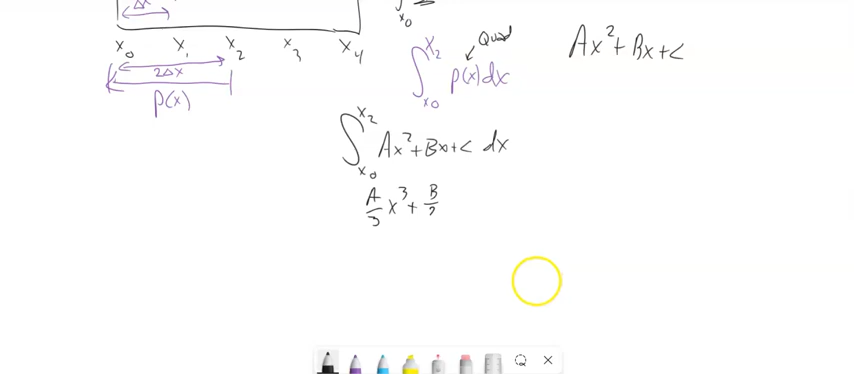 Δx
x₀
x₀ x₁ x₂ x₃ x₄
2Δx
P(x)
Quad
∫ₓ₀ˣ² p(x)dx
Ax² + Bx + C
∫ₓ₀ˣ² Ax² + Bx + C dx
A/3 x³ + B/2